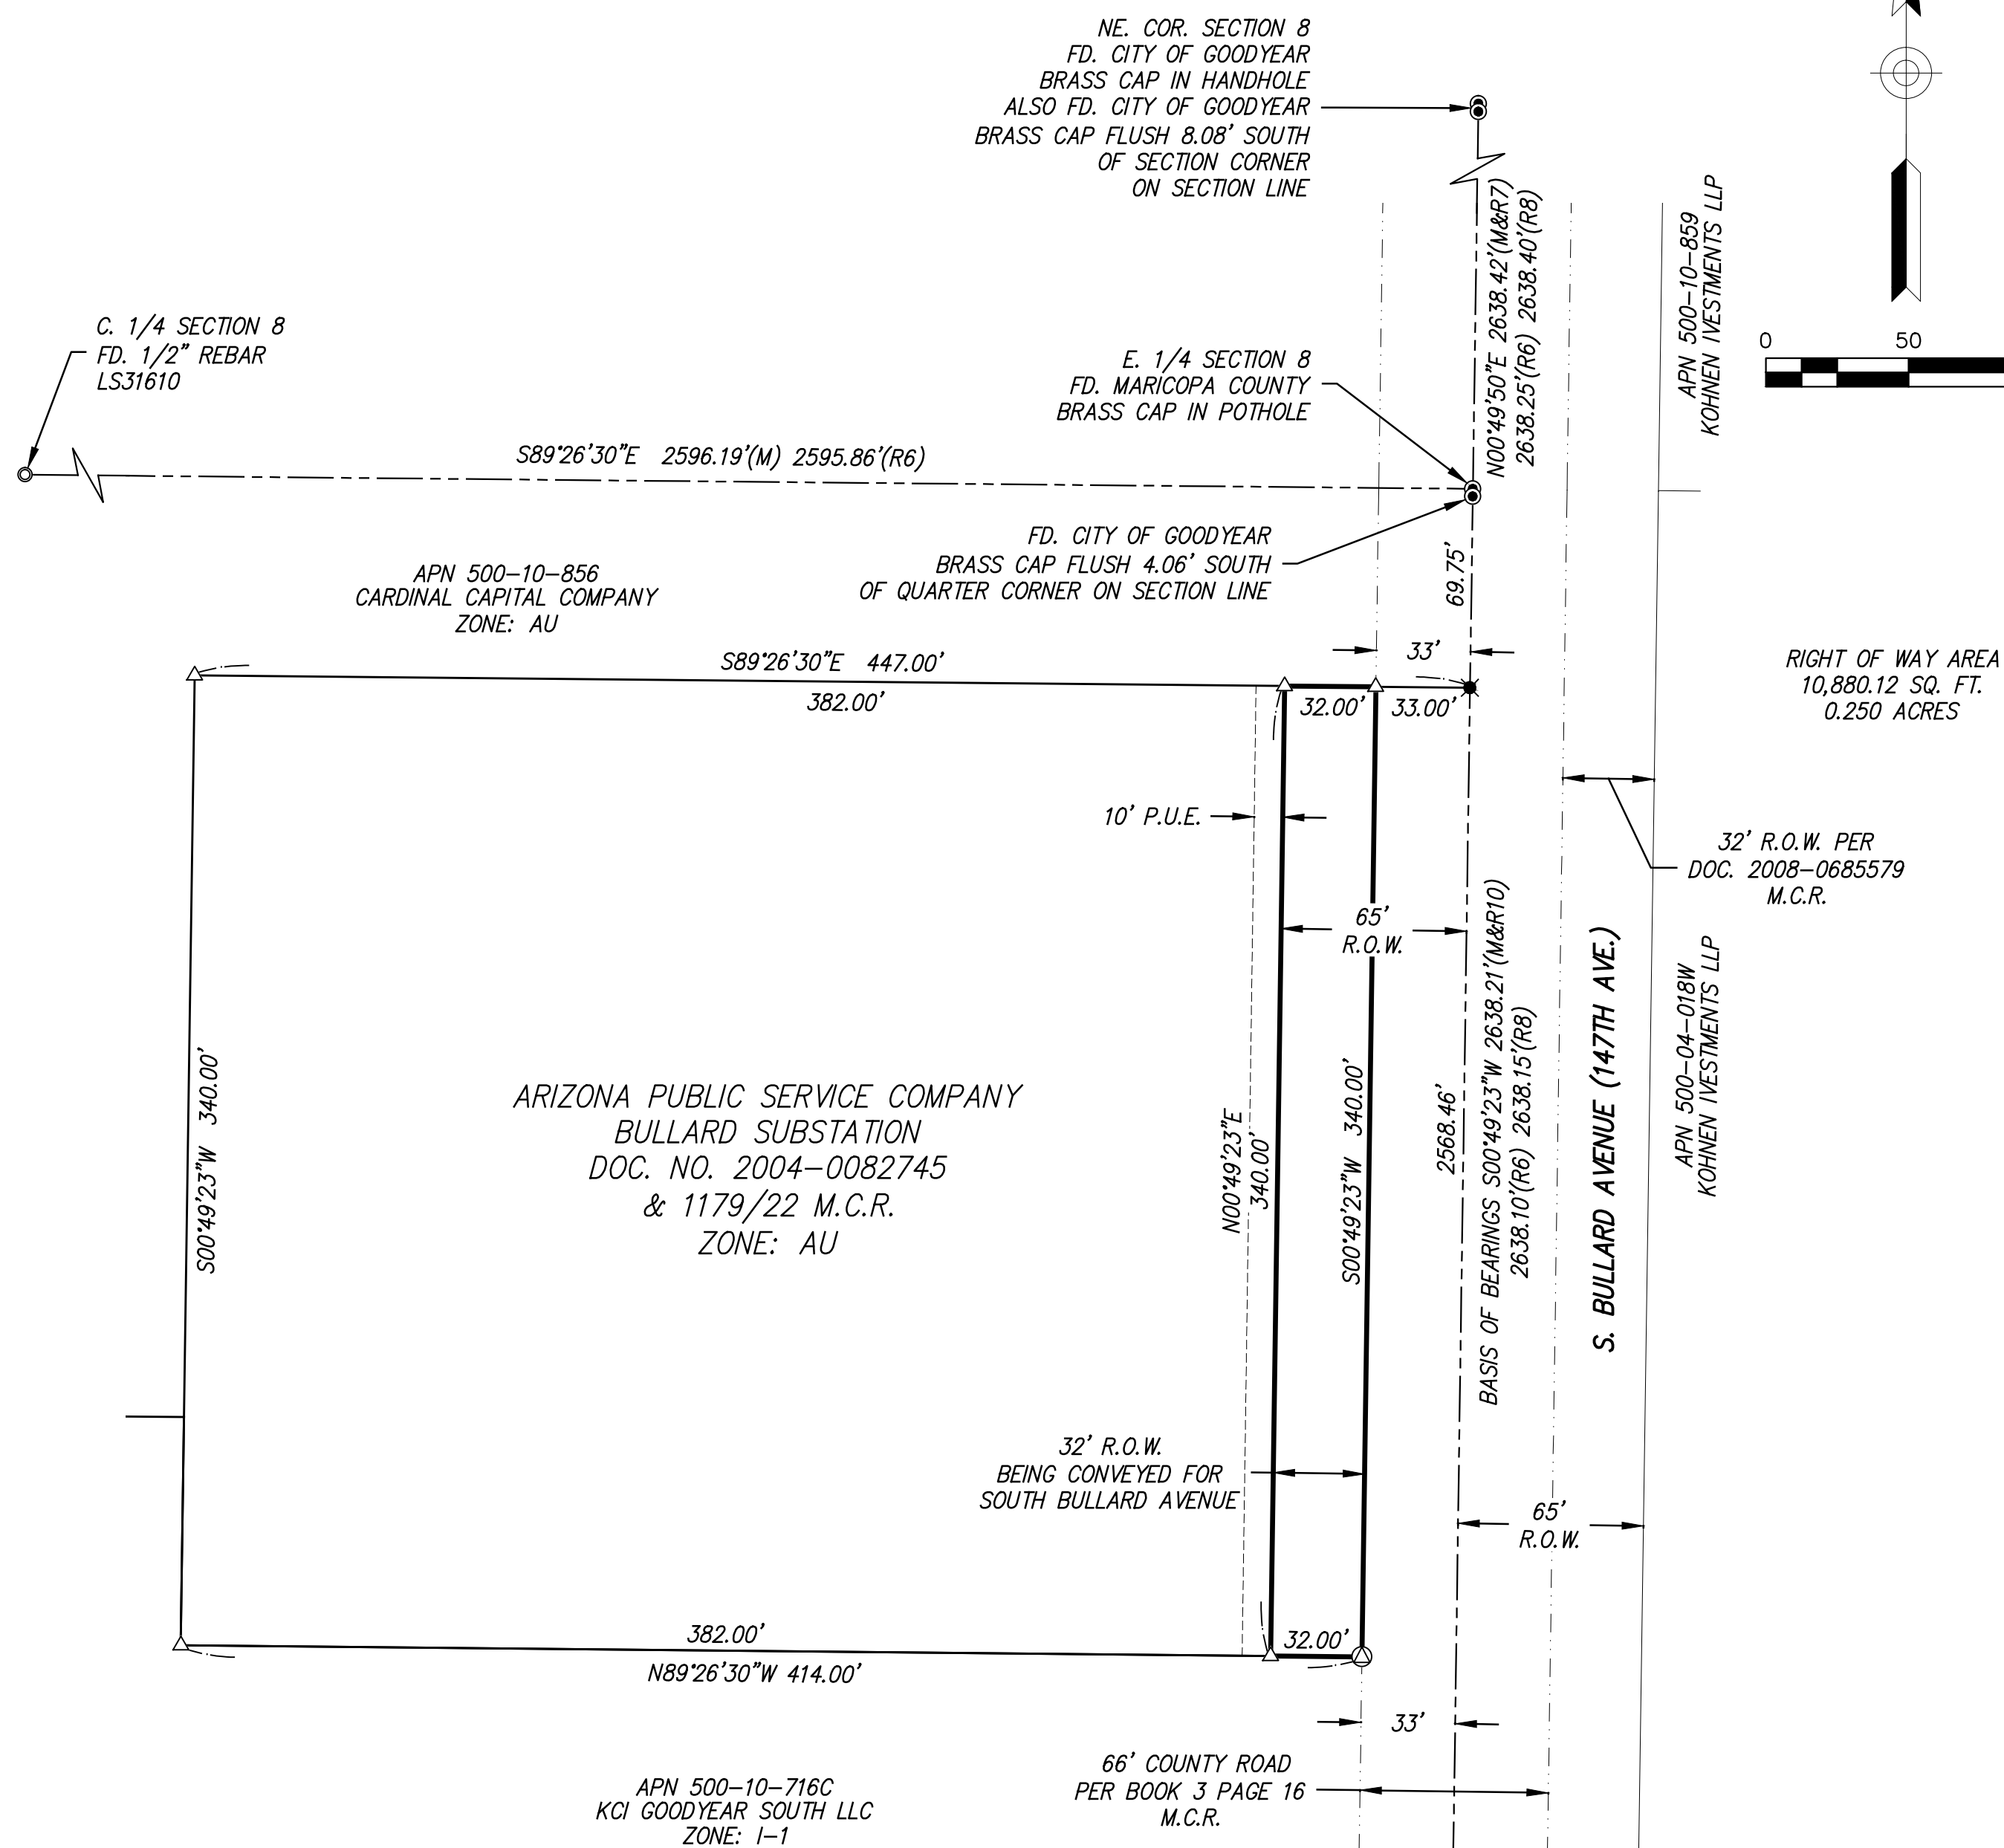 NE. COR. SECTION 8
FD. CITY OF GOODYEAR
BRASS CAP IN HANDHOLE
ALSO FD. CITY OF GOODYEAR
BRASS CAP FLUSH 8.08' SOUTH
OF SECTION CORNER
ON SECTION LINE
N00°49'50"E 2638.42'(M&R7)
2638.25'(R6) 2638.40'(R8)
APN 500-10-859
KOHNEN IVESTMENTS LLP
0 50
C. 1/4 SECTION 8
FD. 1/2" REBAR
LS31610
E. 1/4 SECTION 8
FD. MARICOPA COUNTY
BRASS CAP IN POTHOLE
S89°26'30"E 2596.19'(M) 2595.86'(R6)
FD. CITY OF GOODYEAR
BRASS CAP FLUSH 4.06' SOUTH
OF QUARTER CORNER ON SECTION LINE
69.75'
APN 500-10-856
CARDINAL CAPITAL COMPANY
ZONE: AU
S89°26'30"E 447.00'
33'
382.00'
32.00'
33.00'
RIGHT OF WAY AREA
10,880.12 SQ. FT.
0.250 ACRES
10' P.U.E.
32' R.O.W. PER
DOC. 2008-0685579
M.C.R.
65'
R.O.W.
S00°49'23"W 340.00'
ARIZONA PUBLIC SERVICE COMPANY
BULLARD SUBSTATION
DOC. NO. 2004-0082745
& 1179/22 M.C.R.
ZONE: AU
N00°49'23"E
340.00'
S00°49'23"W 340.00'
2568.46'
BASIS OF BEARINGS S00°49'23"W 2638.21'(M&R10)
2638.10'(R6) 2638.15'(R8)
S. BULLARD AVENUE (147TH AVE.)
APN 500-04-018W
KOHNEN IVESTMENTS LLP
32' R.O.W.
BEING CONVEYED FOR
SOUTH BULLARD AVENUE
65'
R.O.W.
382.00'
32.00'
N89°26'30"W 414.00'
33'
66' COUNTY ROAD
PER BOOK 3 PAGE 16
M.C.R.
APN 500-10-716C
KCI GOODYEAR SOUTH LLC
ZONE: I-1